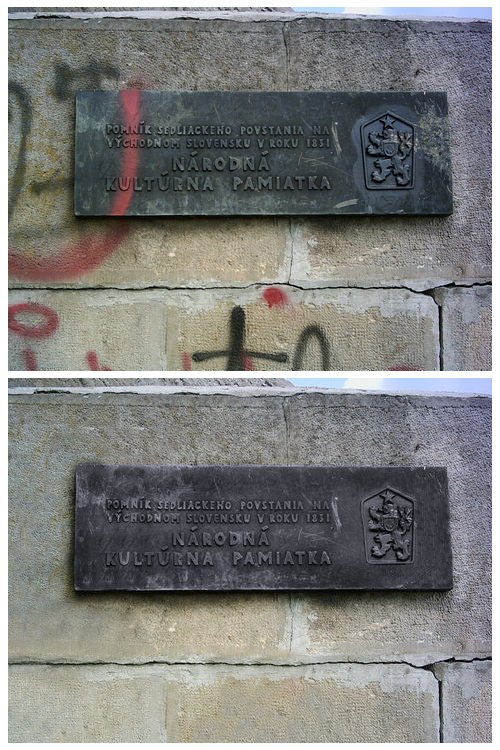 POMNÍK SEDLIACKEHO POVSTANIA NA
VÝCHODNOM SLOVENSKU V ROKU 1831
NÁRODNÁ
KULTÚRNA PAMIATKA
POMNÍK SEDLIACKEHO POVSTANIA NA
VÝCHODNOM SLOVENSKU V ROKU 1831
NÁRODNÁ
KULTÚRNA PAMIATKA